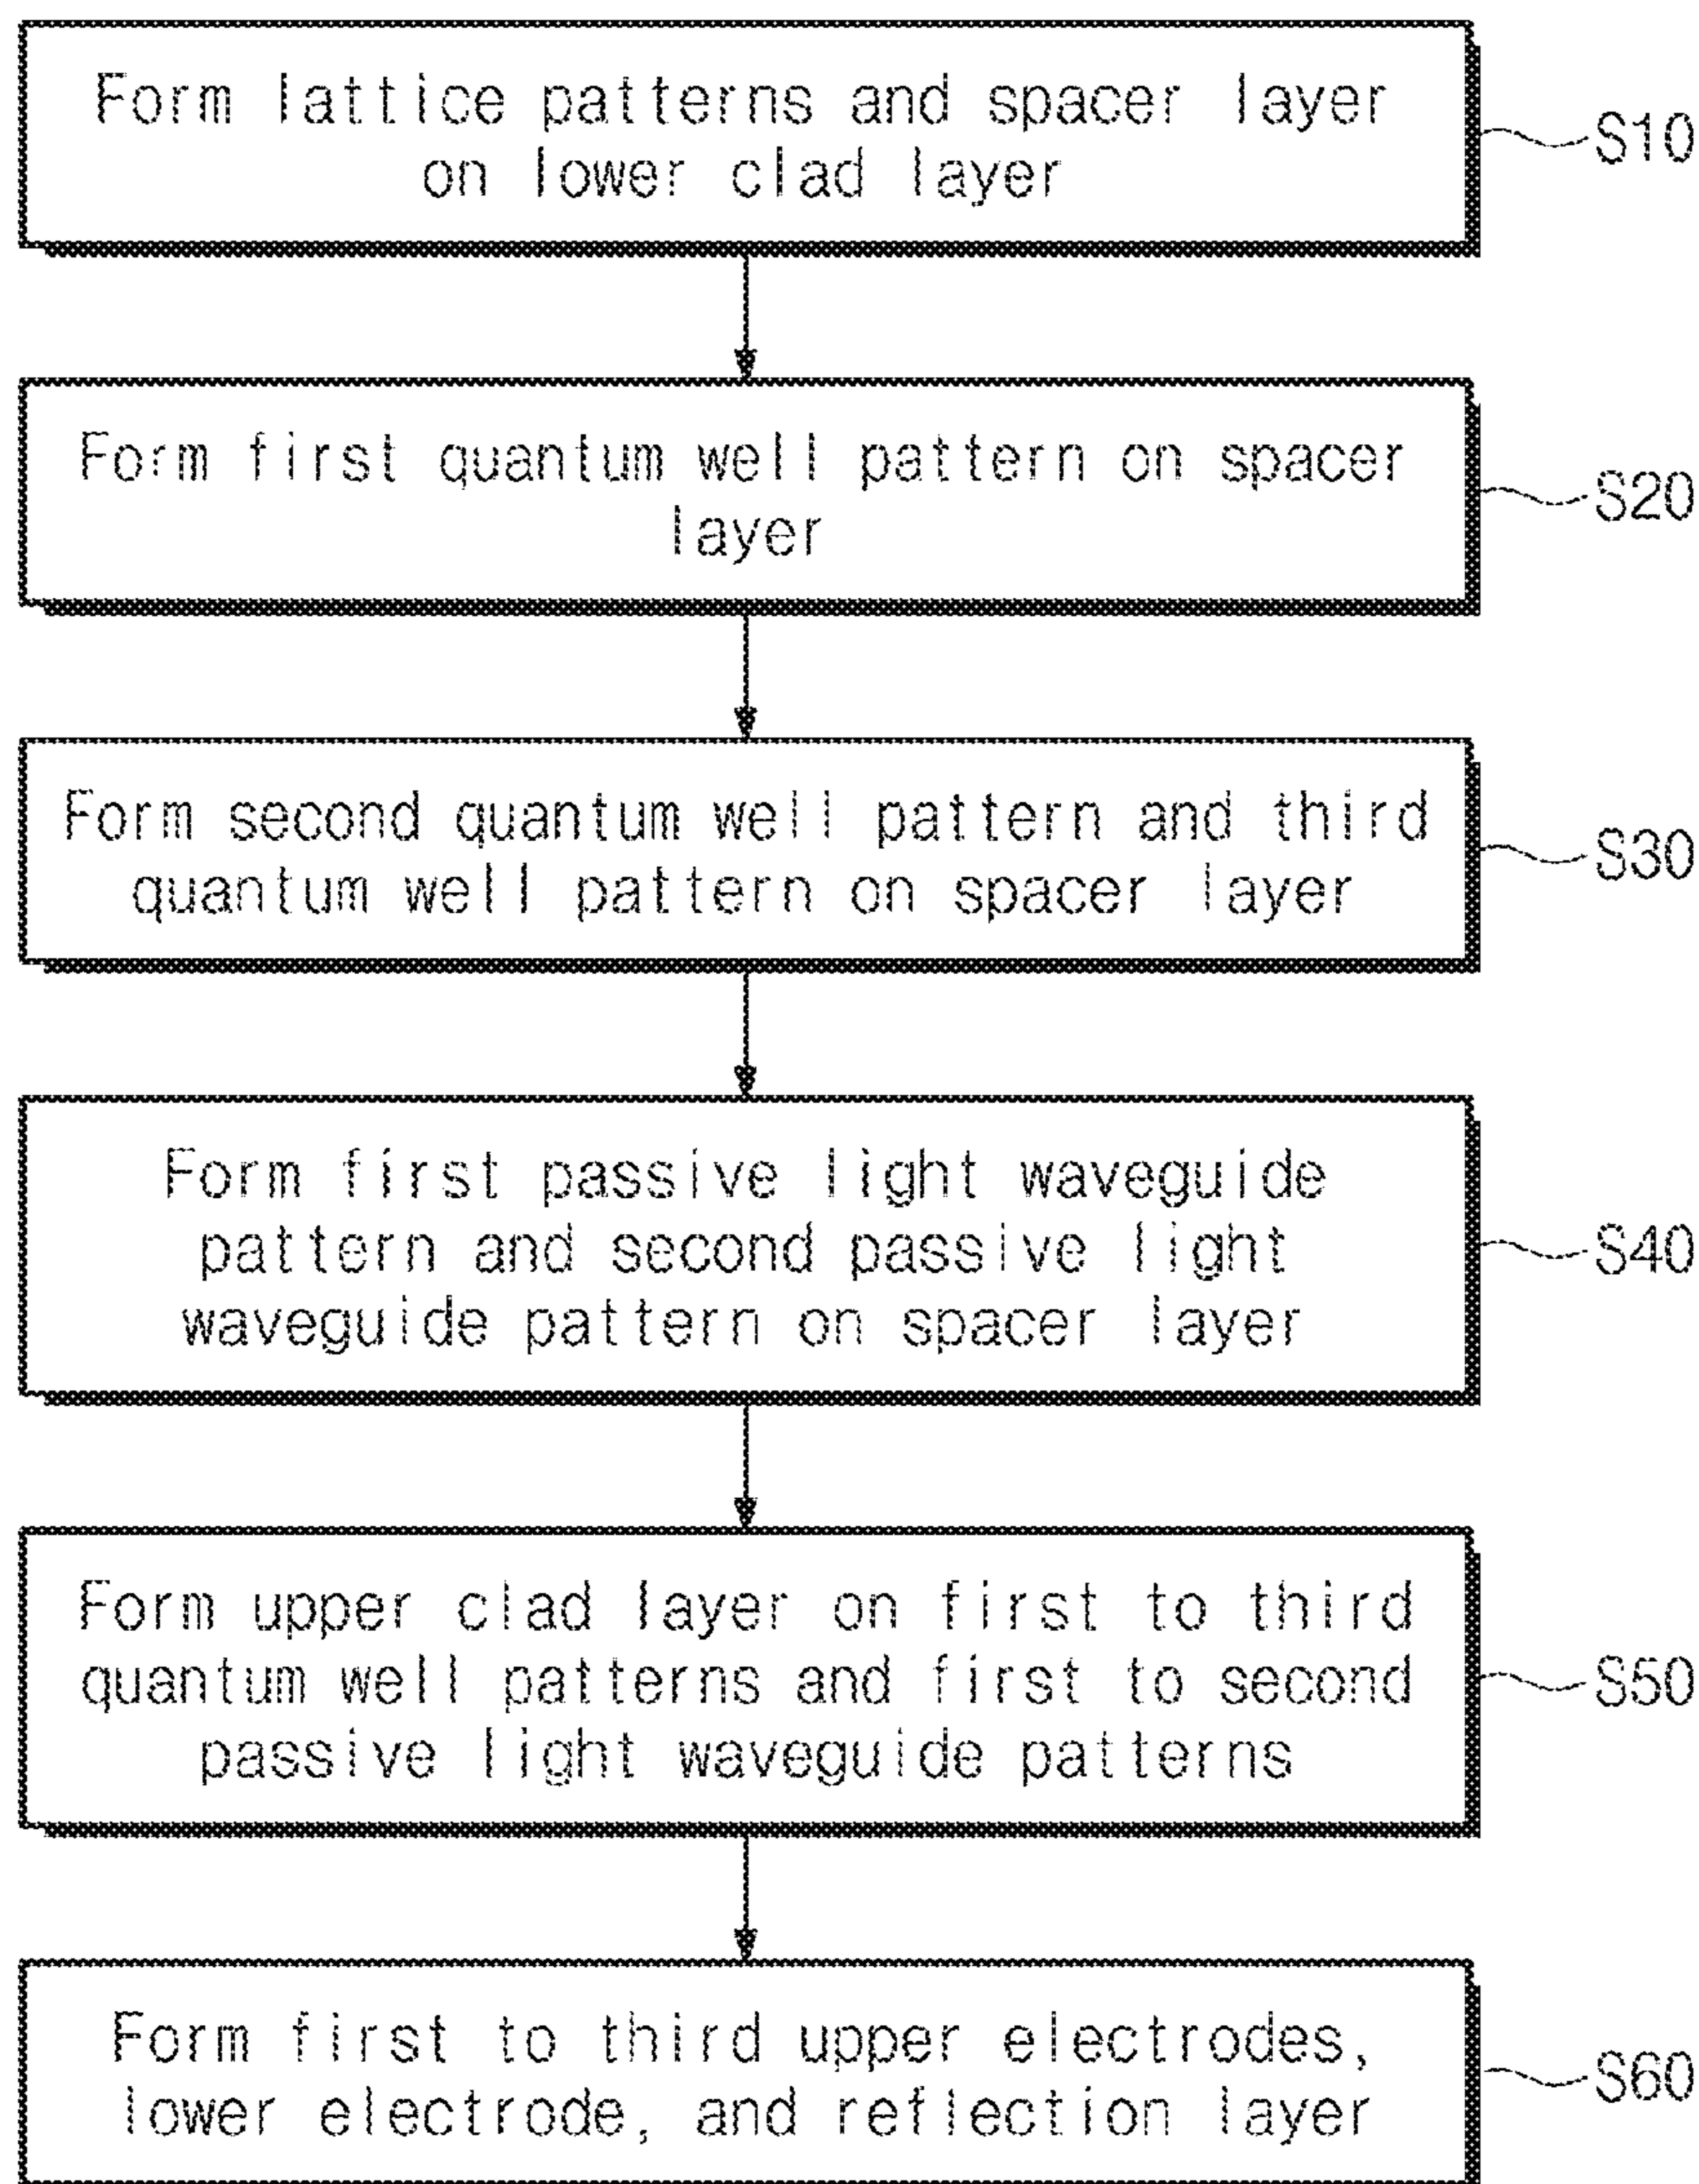 Form lattice patterns and spacer layer
on lower clad layer
S10
Form first quantum well pattern on spacer
layer
S20
Form second quantum well pattern and third
quantum well pattern on spacer layer
S30
Form first passive light waveguide
pattern and second passive light
waveguide pattern on spacer layer
S40
Form upper clad layer on first to third
quantum well patterns and first to second
passive light waveguide patterns
S50
Form first to third upper electrodes,
lower electrode, and reflection layer
S60